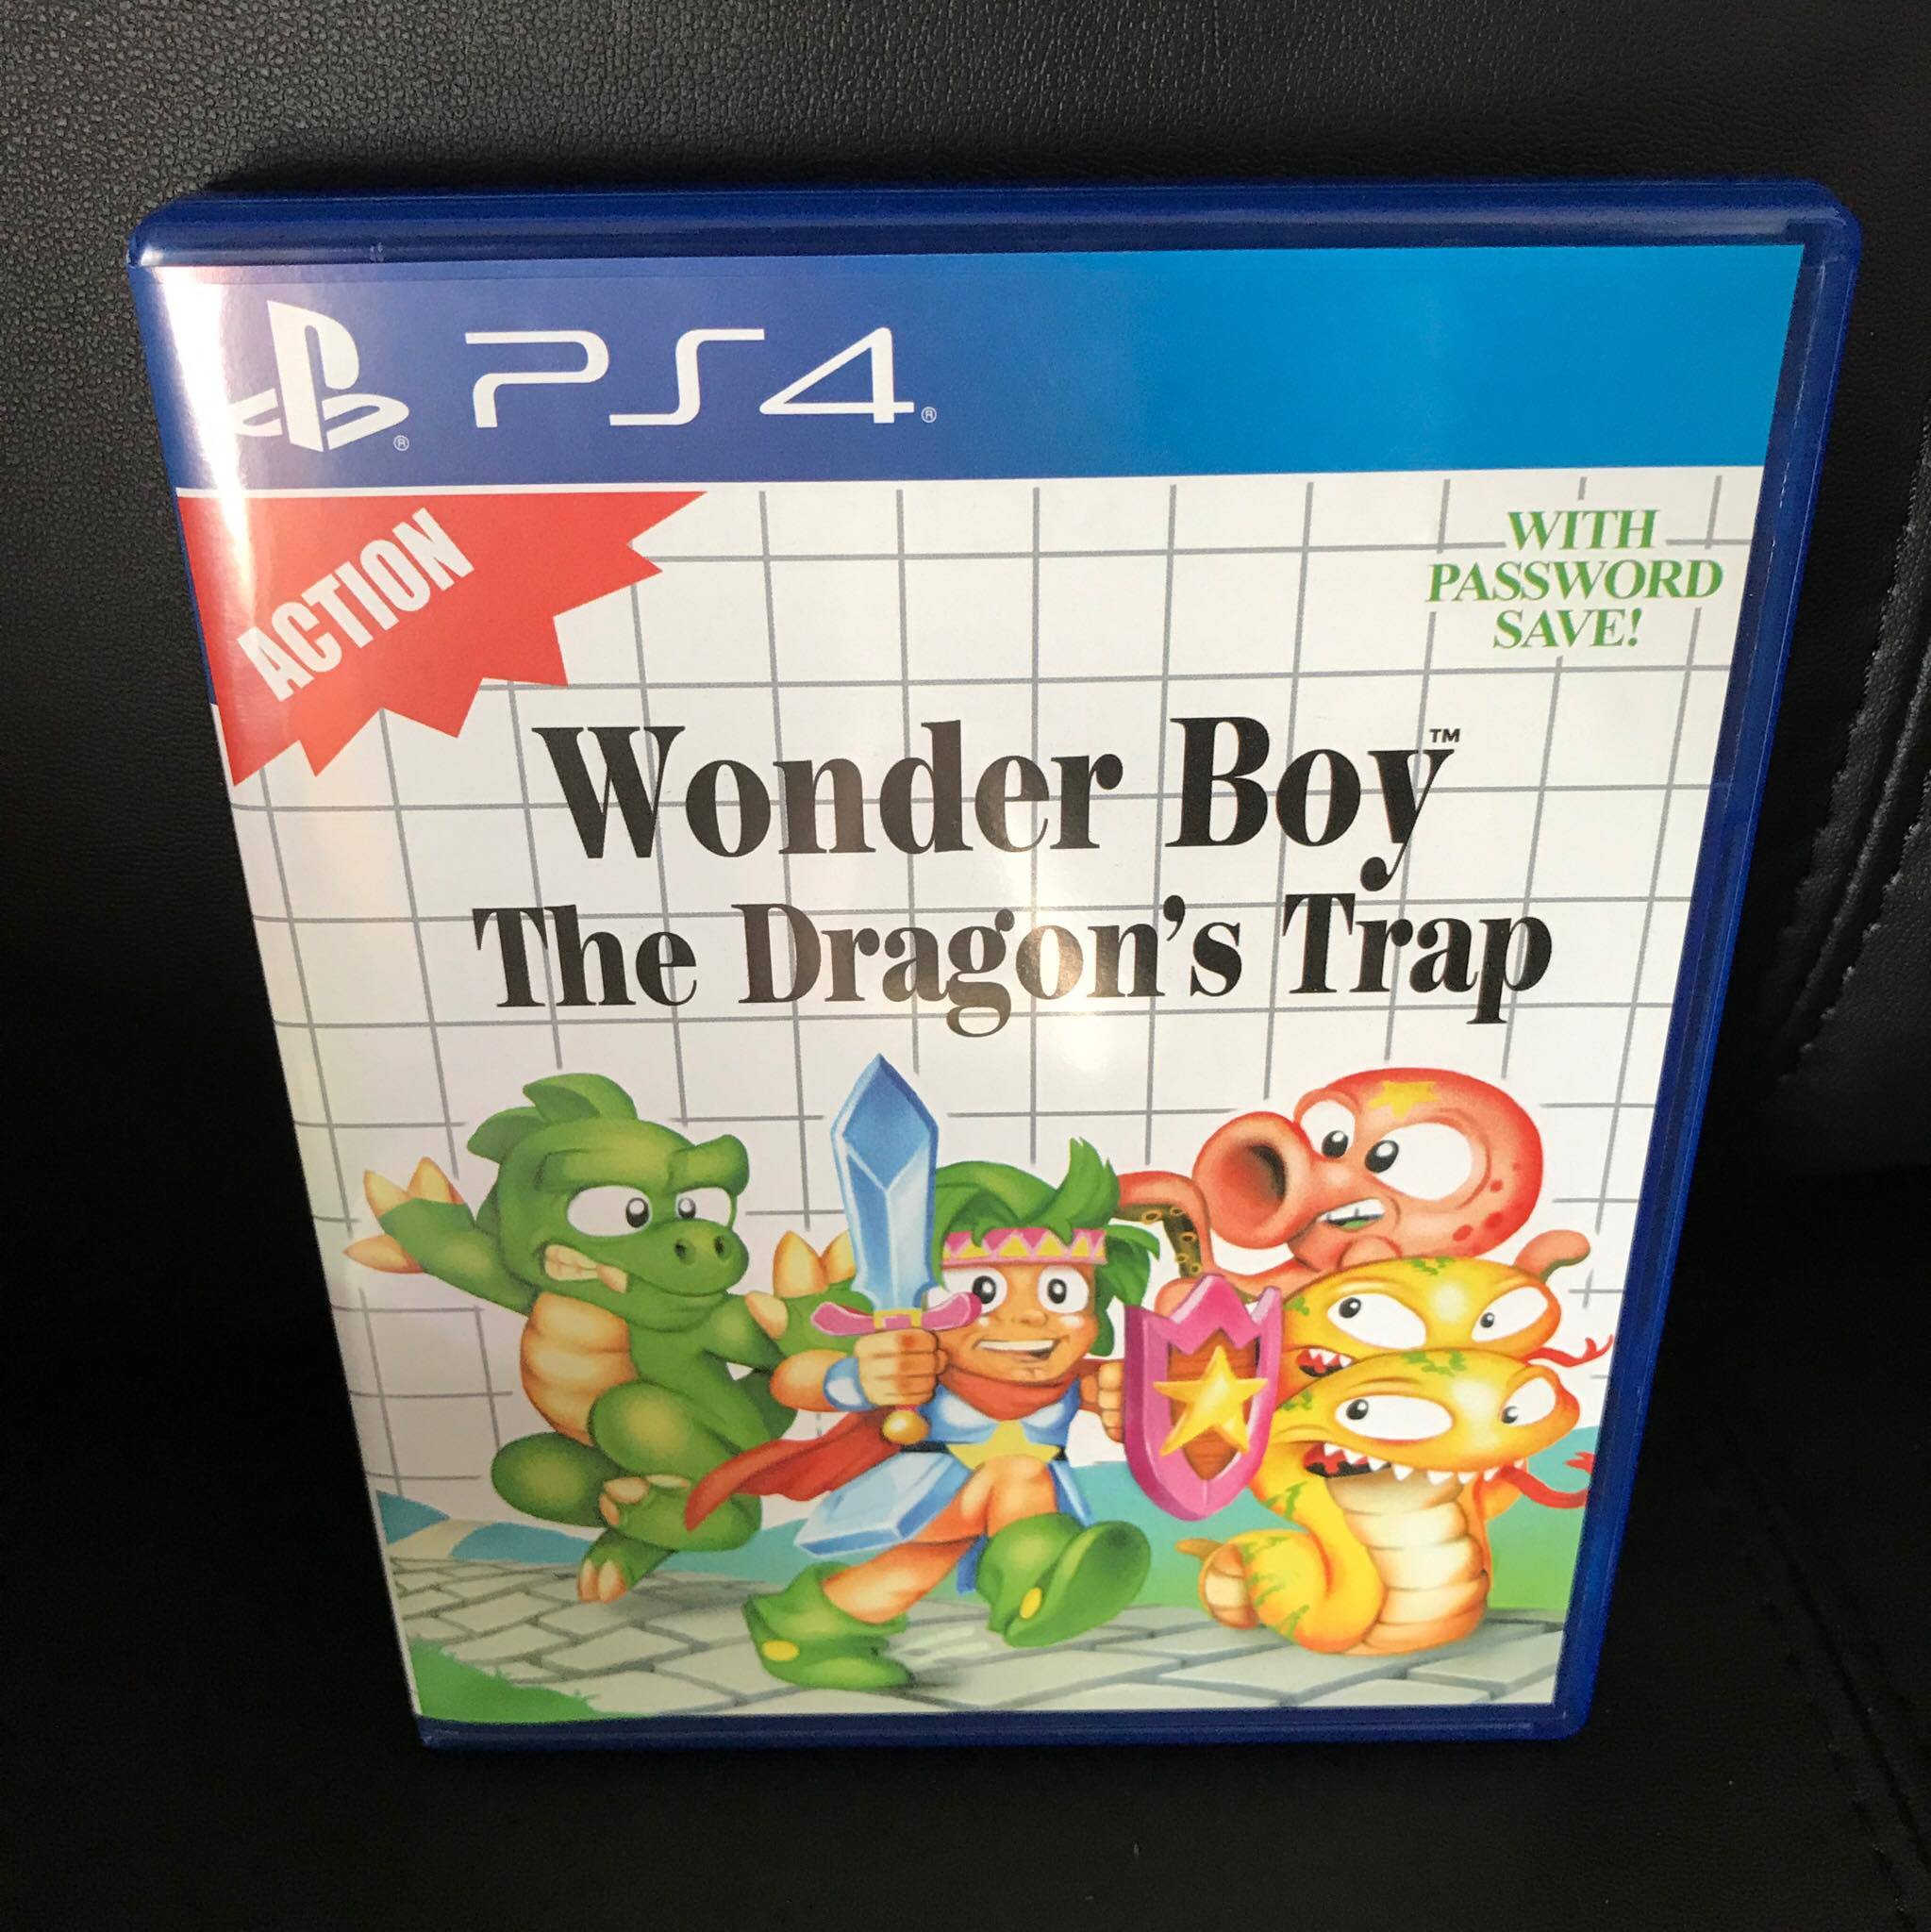 PS4®
ACTION
WITH
PASSWORD
SAVE!
Wonder Boy™
The Dragon's Trap